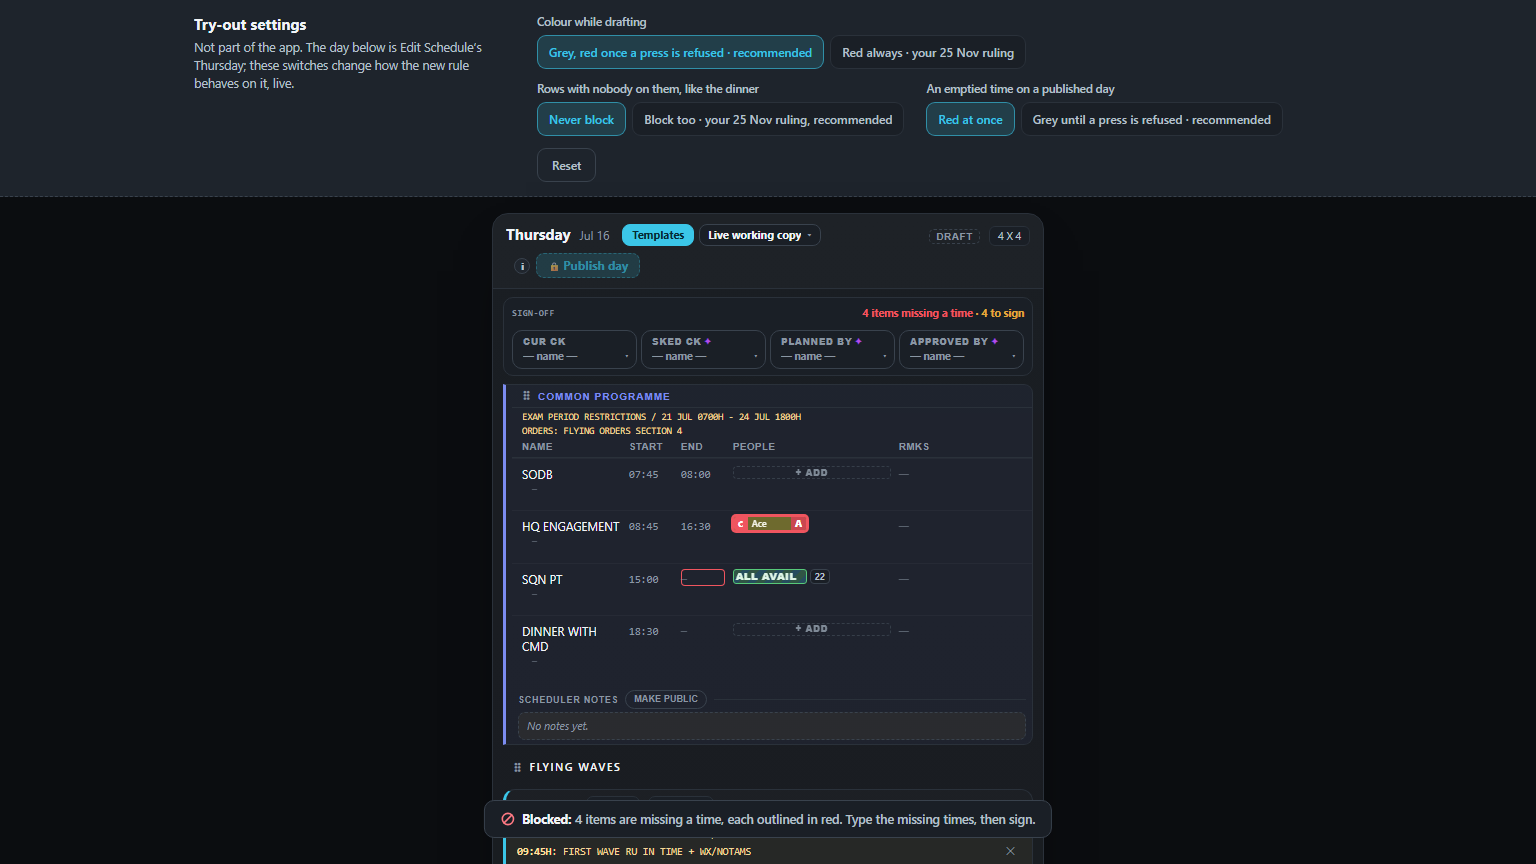 Try-out settings
Not part of the app. The day below is Edit Schedule's
Thursday; these switches change how the new rule
behaves on it, live.
Colour while drafting
Grey, red once a press is refused · recommended
Red always · your 25 Nov ruling
Rows with nobody on them, like the dinner
Never block
Block too · your 25 Nov ruling, recommended
An emptied time on a published day
Red at once
Grey until a press is refused · recommended
Reset
Thursday Jul 16 Templates Live working copy DRAFT 4 X 4
i Publish day
SIGN-OFF 4 items missing a time · 4 to sign
CUR CK SKED CK PLANNED BY APPROVED BY
— name — — name — — name — — name —
COMMON PROGRAMME
EXAM PERIOD RESTRICTIONS / 21 JUL 0700H - 24 JUL 1800H
ORDERS: FLYING ORDERS SECTION 4
NAME START END PEOPLE RMKS
SODB 07:45 08:00 + ADD —
—
HQ ENGAGEMENT 08:45 16:30 C Ace A —
—
SQN PT 15:00 — ALL AVAIL 22 —
—
DINNER WITH CMD 18:30 — + ADD —
—
SCHEDULER NOTES MAKE PUBLIC
No notes yet.
FLYING WAVES
Blocked: 4 items are missing a time, each outlined in red. Type the missing times, then sign.
09:45H: FIRST WAVE RU IN TIME + WX/NOTAMS